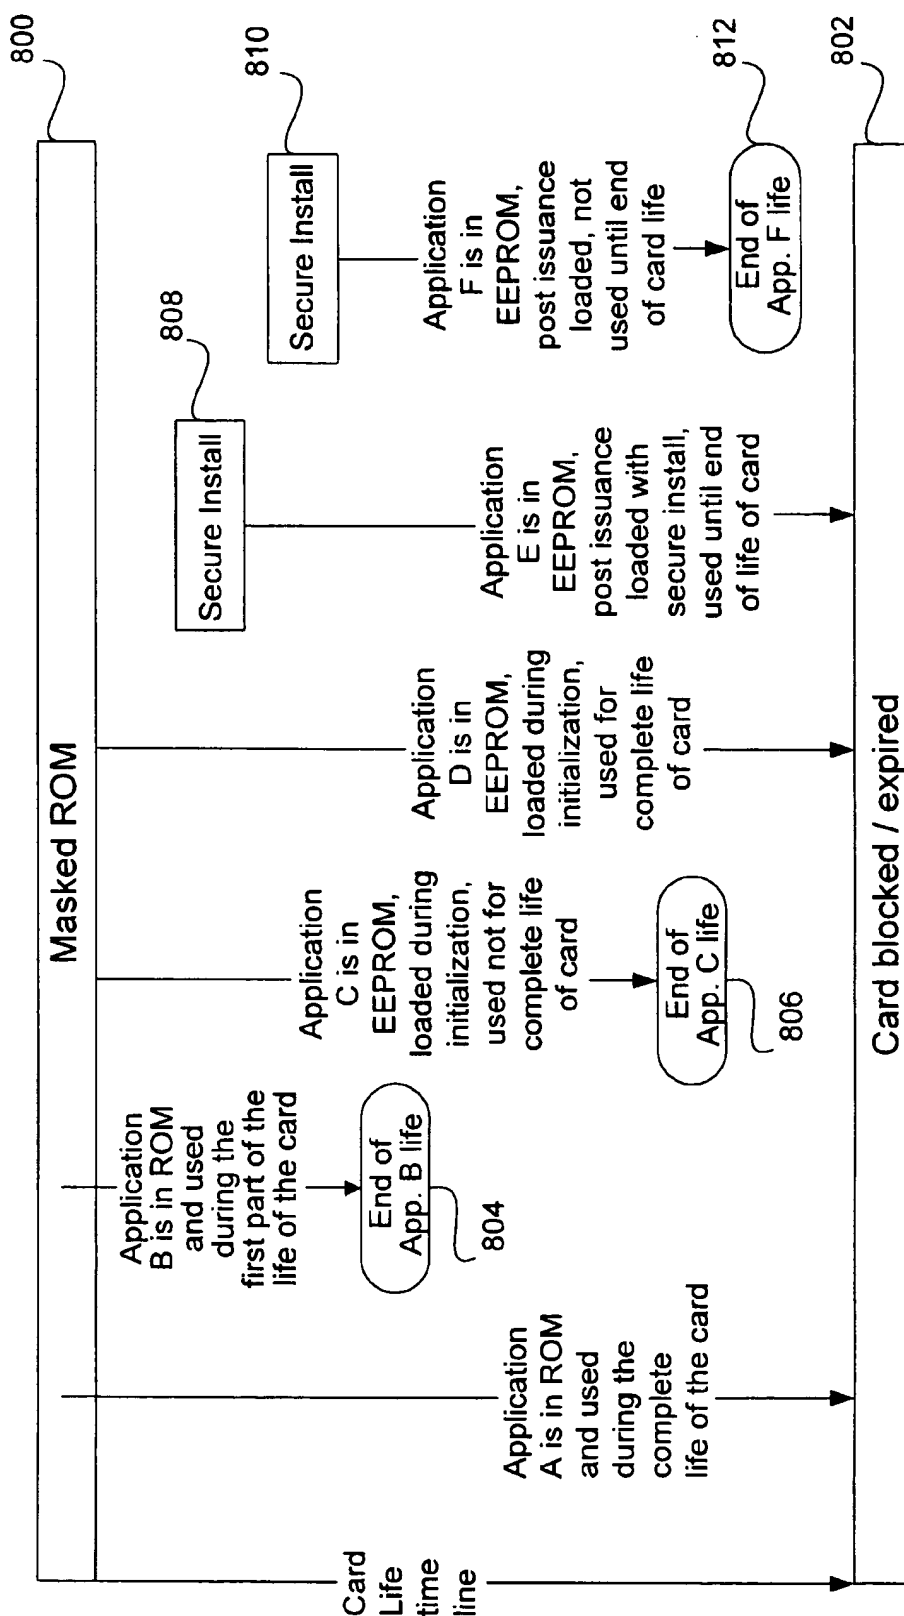 800
Masked ROM
Card
Life
time
line
Application
A is in ROM
and used
during the
complete
life of the card
Application
B is in ROM
and used
during the
first part of the
life of the card
End of
App. B life
804
Application
C is in
EEPROM,
loaded during
initialization,
used not for
complete life
of card
End of
App. C life
806
Application
D is in
EEPROM,
loaded during
initialization,
used for
complete life
of card
808
Secure Install
Application
E is in
EEPROM,
post issuance
loaded with
secure install,
used until end
of life of card
810
Secure Install
Application
F is in
EEPROM,
post issuance
loaded, not
used until end
of card life
812
End of
App. F life
802
Card blocked / expired